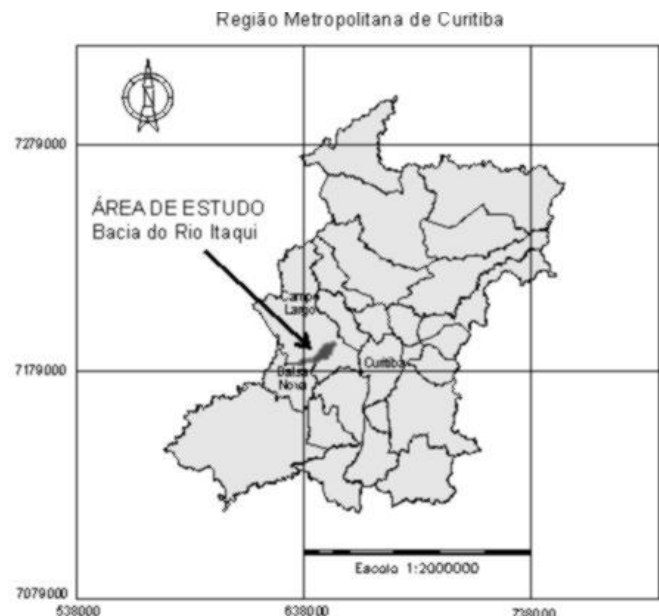 Região Metropolitana de Curitiba
N
7279000
ÁREA DE ESTUDO
Bacia do Rio Itaqui
Campo
Largo
Curitiba
7179000
Balsa
Nova
Escala 1:2000000
7079000
538000
638000
738000